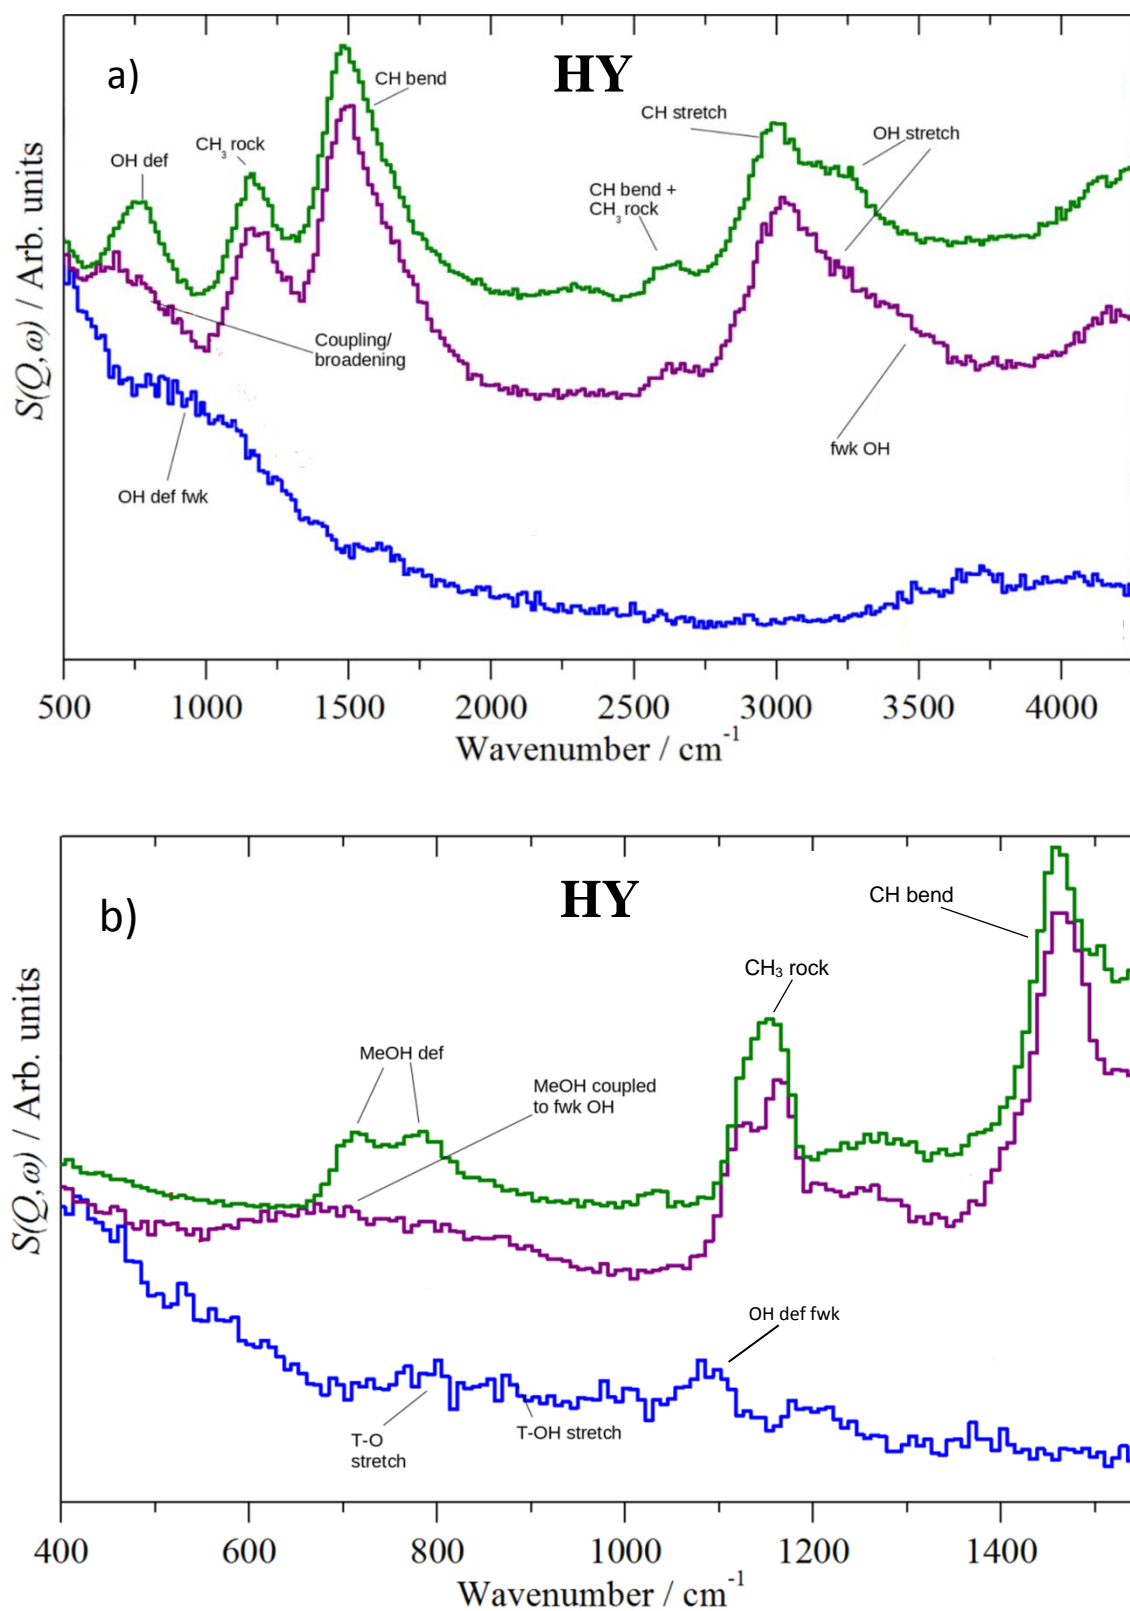 a)
HY
CH bend
CH stretch
OH stretch
CH₃ rock
OH def
CH bend +
CH₃ rock
Coupling/
broadening
fwk OH
OH def fwk
S(Q,ω) / Arb. units
500 1000 1500 2000 2500 3000 3500 4000
Wavenumber / cm⁻¹
b)
HY
CH bend
CH₃ rock
MeOH def
MeOH coupled
to fwk OH
OH def fwk
T-O
stretch
T-OH stretch
S(Q,ω) / Arb. units
400 600 800 1000 1200 1400
Wavenumber / cm⁻¹